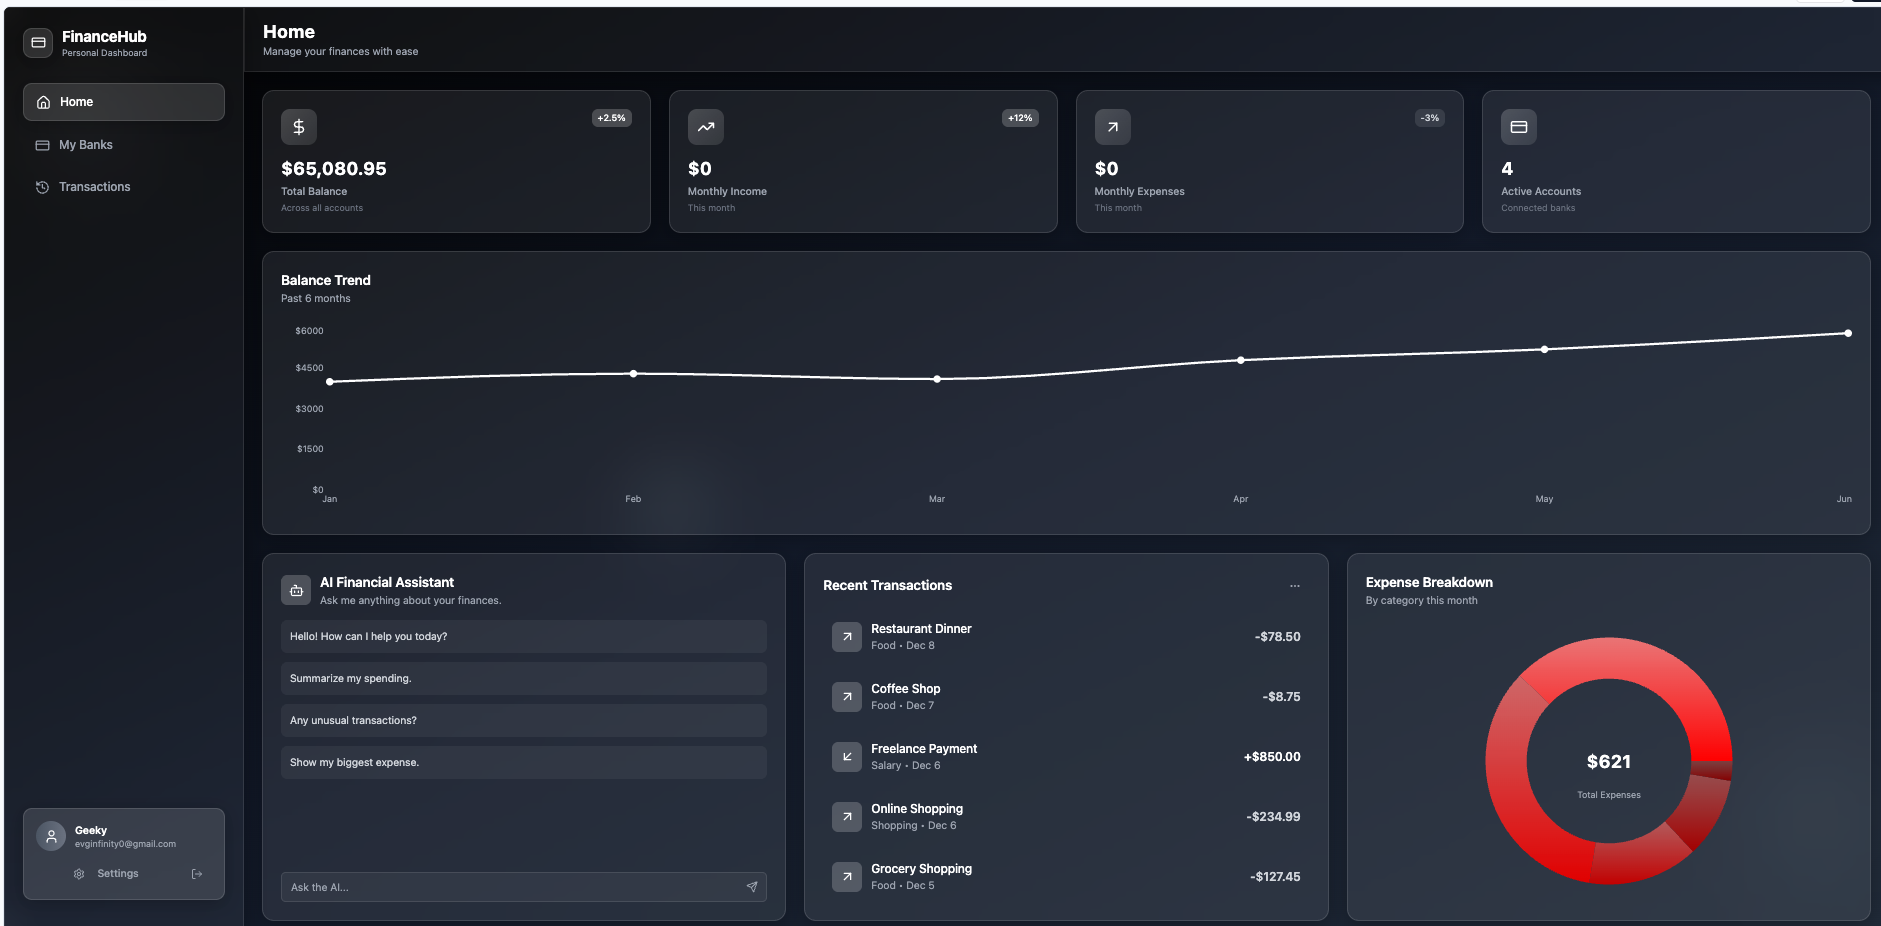 FinanceHub
Personal Dashboard
Home
My Banks
Transactions
Geeky
evginfinity0@gmail.com
Settings
Home
Manage your finances with ease
+2.5%
$65,080.95
Total Balance
Across all accounts
+12%
$0
Monthly Income
This month
-3%
$0
Monthly Expenses
This month
4
Active Accounts
Connected banks
Balance Trend
Past 6 months
$6000
$4500
$3000
$1500
$0
Jan Feb Mar Apr May Jun
AI Financial Assistant
Ask me anything about your finances.
Hello! How can I help you today?
Summarize my spending.
Any unusual transactions?
Show my biggest expense.
Ask the AI...
Recent Transactions
...
Restaurant Dinner
Food • Dec 8
-$78.50
Coffee Shop
Food • Dec 7
-$8.75
Freelance Payment
Salary • Dec 6
+$850.00
Online Shopping
Shopping • Dec 6
-$234.99
Grocery Shopping
Food • Dec 5
-$127.45
Expense Breakdown
By category this month
$621
Total Expenses